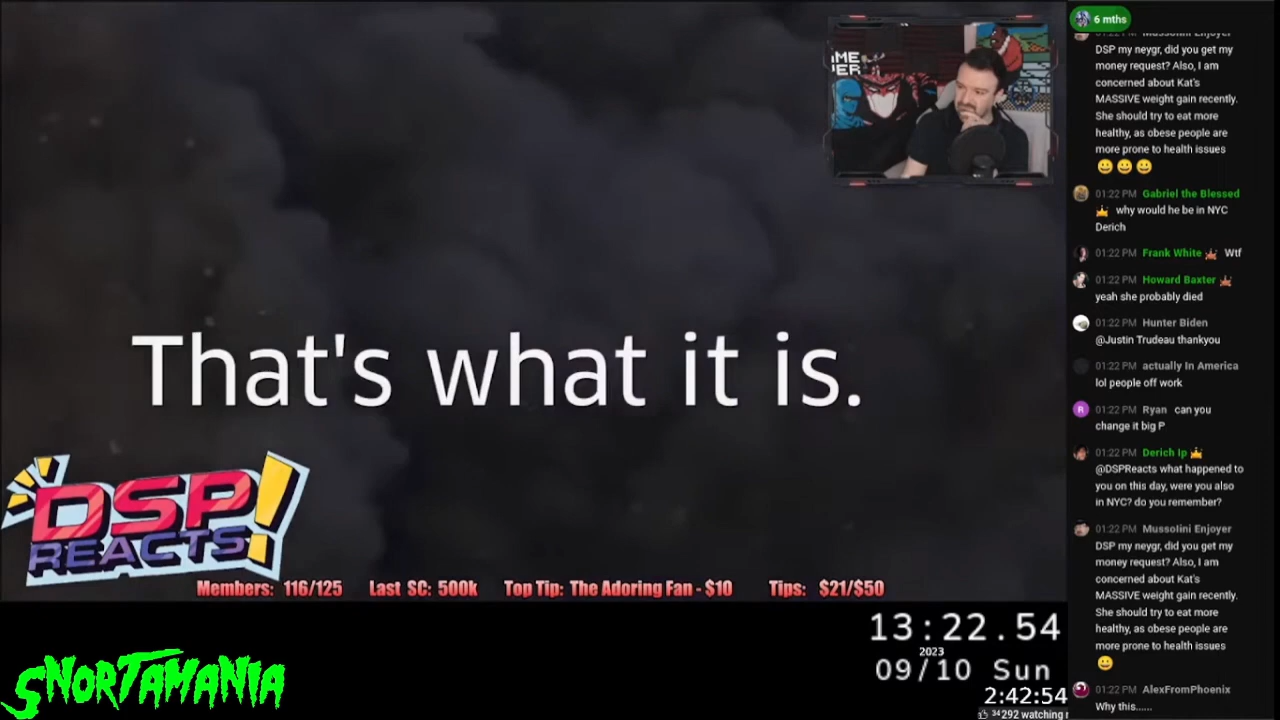 6 mths
DSP my neygr, did you get my
money request? Also, I am
concerned about Kat's
MASSIVE weight gain recently.
She should try to eat more
healthy, as obese people are
more prone to health issues
01:22 PM Gabriel the Blessed
why would he be in NYC
Derich
01:22 PM Frank White Wtf
01:22 PM Howard Baxter
yeah she probably died
01:22 PM Hunter Biden
@Justin Trudeau thankyou
01:22 PM actually In America
lol people off work
R 01:22 PM Ryan can you
change it big P
01:22 PM Derich Ip
@DSPReacts what happened to
you on this day, were you also
in NYC? do you remember?
01:22 PM Mussolini Enjoyer
DSP my neygr, did you get my
money request? Also, I am
concerned about Kat's
MASSIVE weight gain recently.
She should try to eat more
healthy, as obese people are
more prone to health issues
01:22 PM AlexFromPhoenix
Why this......
That's what it is.
DSP
REACTS!
Members: 116/125 Last SC: 500k Top Tip: The Adoring Fan - $10 Tips: $21/$50
13:22.54
2023
09/10 Sun
2:42:54
292 watching
SNORTAMANIA